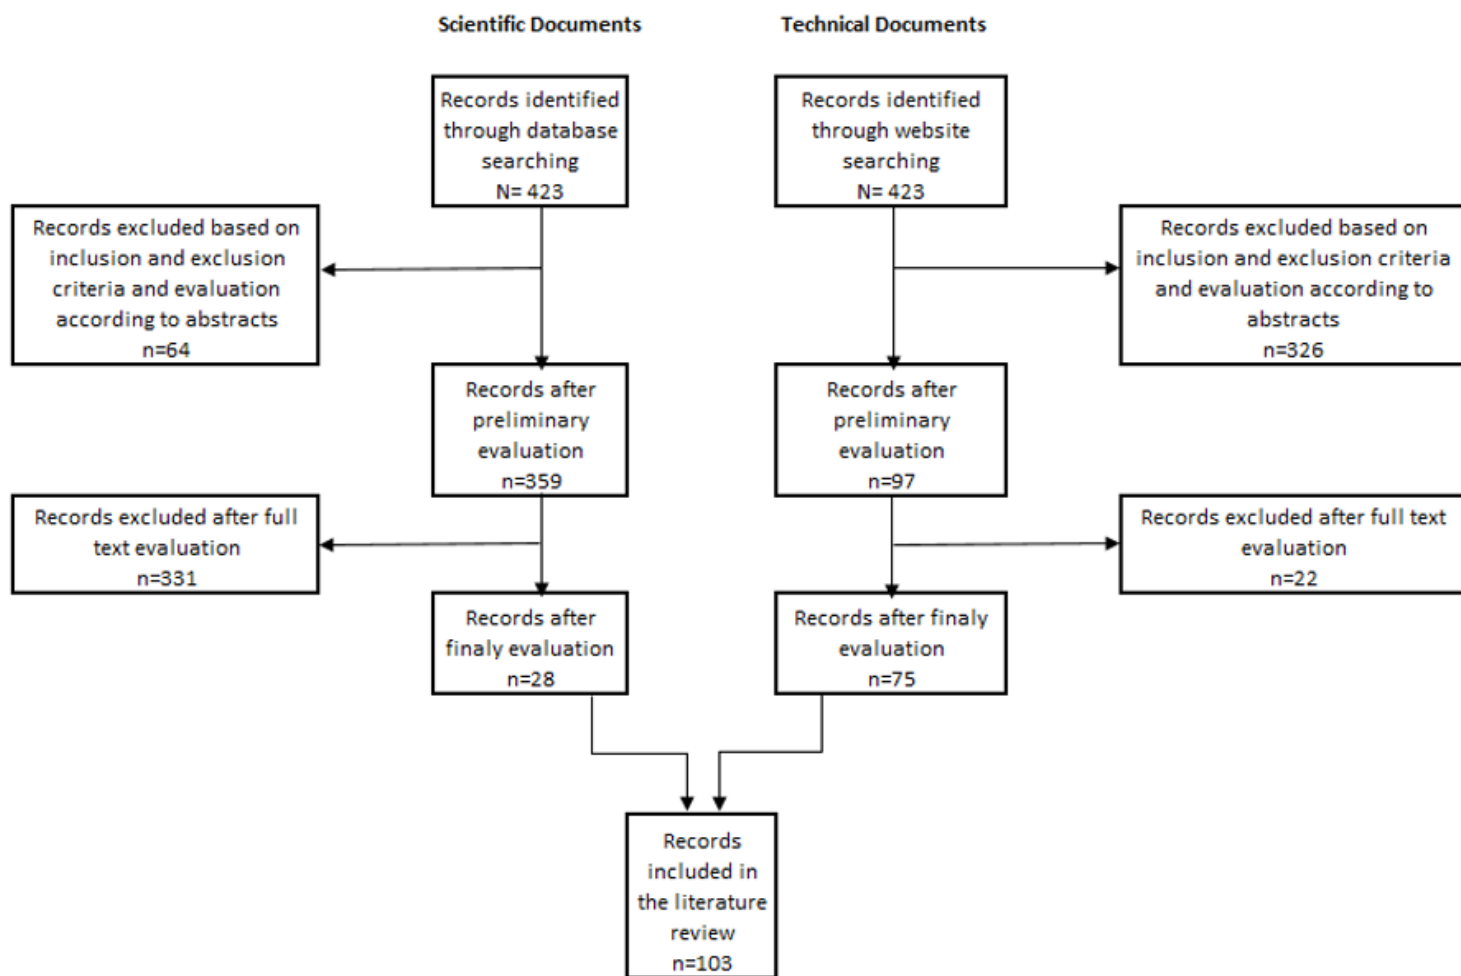 Scientific Documents
Technical Documents
Records identified
through database
searching
N= 423
Records identified
through website
searching
N= 423
Records excluded based on
inclusion and exclusion
criteria and evaluation
according to abstracts
n=64
Records excluded based on
inclusion and exclusion criteria
and evaluation according to
abstracts
n=326
Records after
preliminary
evaluation
n=359
Records after
preliminary
evaluation
n=97
Records excluded after full
text evaluation
n=331
Records excluded after full text
evaluation
n=22
Records after
finaly evaluation
n=28
Records after finaly
evaluation
n=75
Records
included in
the literature
review
n=103